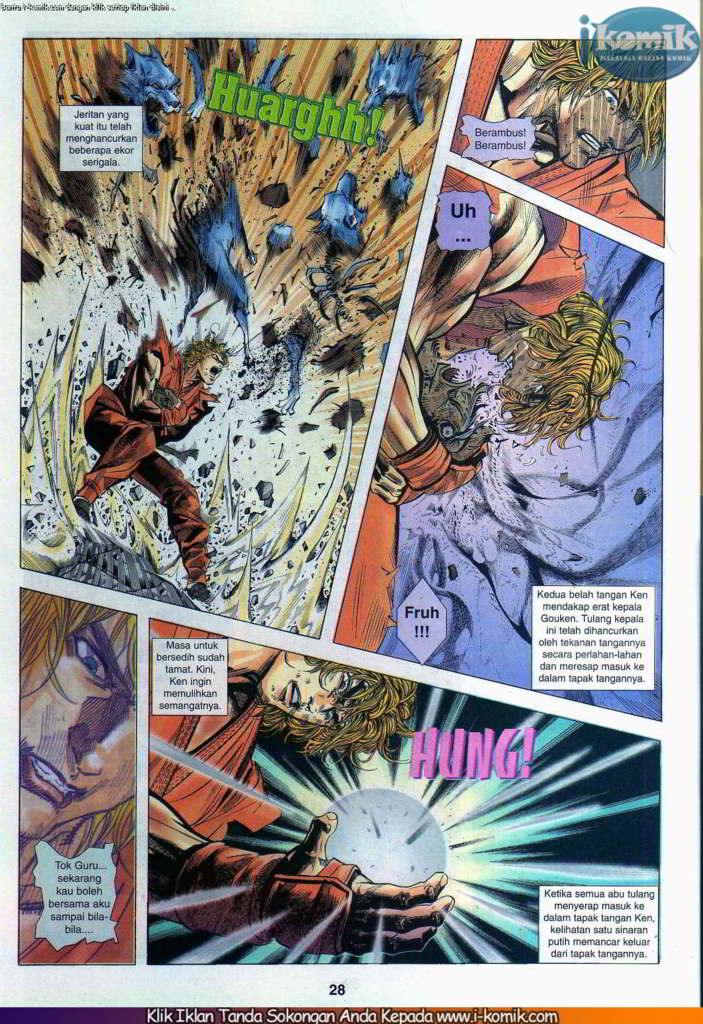 iKomik
MALAYSIA ONLINE KOMIK
Jeritan yang
kuat itu telah
menghancurkan
beberapa ekor
serigala.
Huarghh!
Berambus!
Berambus!
Uh
...
Fruh
!!!
Kedua belah tangan Ken
mendakap erat kepala
Gouken. Tulang kepala
ini telah dihancurkan
oleh tekanan tangannya
secara perlahan-lahan
dan meresap masuk ke
dalam tapak tangannya.
Tok Guru...
sekarang
kau boleh
bersama aku
sampai bila-
bila....
Masa untuk
bersedih sudah
tamat. Kini,
Ken ingin
memulihkan
semangatnya.
HUNG!
Ketika semua abu tulang
menyerap masuk ke
dalam tapak tangan Ken,
kelihatan satu sinaran
putih memancar keluar
dari tapak tangannya.
28
Klik Iklan Tanda Sokongan Anda Kepada www.i-komik.com